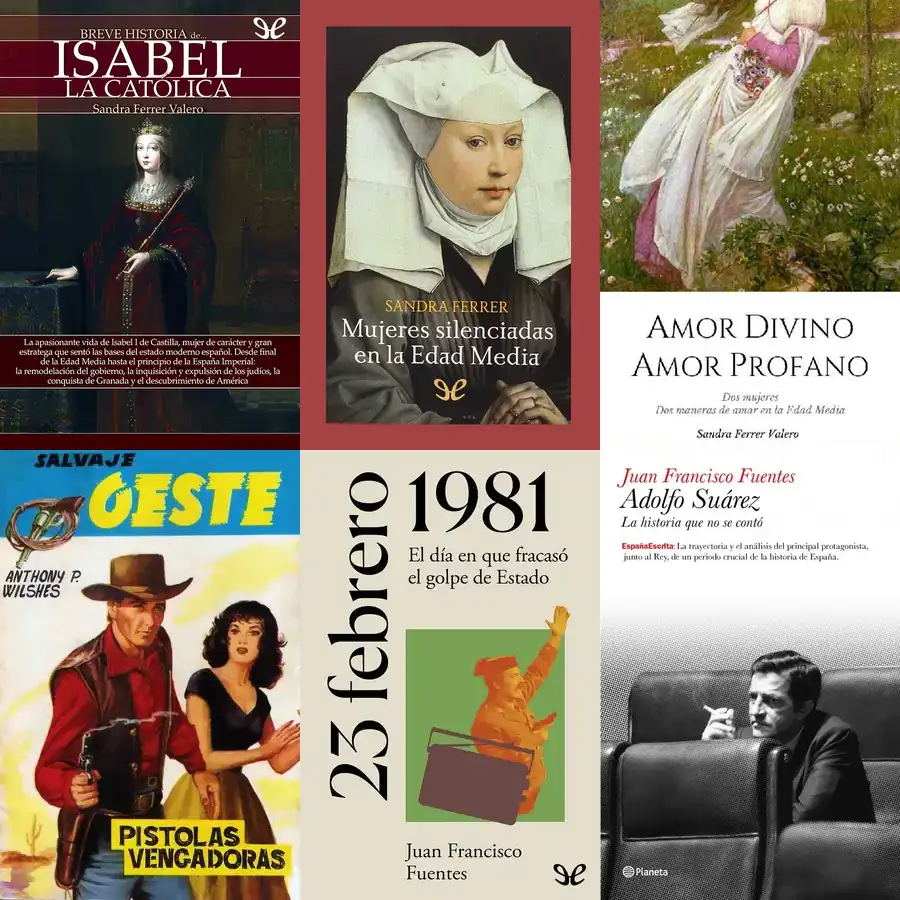 BREVE HISTORIA de...
ISABEL
LA CATÓLICA
Sandra Ferrer Valero
La apasionante vida de Isabel I de Castilla, mujer de carácter y gran
estratega que sentó las bases del estado moderno español. Desde final
de la Edad Media hasta el principio de la España Imperial:
la remodelación del gobierno, la inquisición y expulsión de los judíos, la
conquista de Granada y el descubrimiento de América
SANDRA FERRER
Mujeres silenciadas
en la Edad Media
AMOR DIVINO
AMOR PROFANO
Dos mujeres
Dos maneras de amar en la Edad Media
Sandra Ferrer Valero
SALVAJE
OESTE
ANTHONY P.
WILSHES
PISTOLAS
VENGADORAS
23 febrero
1981
El día en que fracasó
el golpe de Estado
Juan Francisco
Fuentes
Juan Francisco Fuentes
Adolfo Suárez
La historia que no se contó
EspañaEscrita: La trayectoria y el análisis del principal protagonista,
junto al Rey, de un período crucial de la historia de España.
Planeta